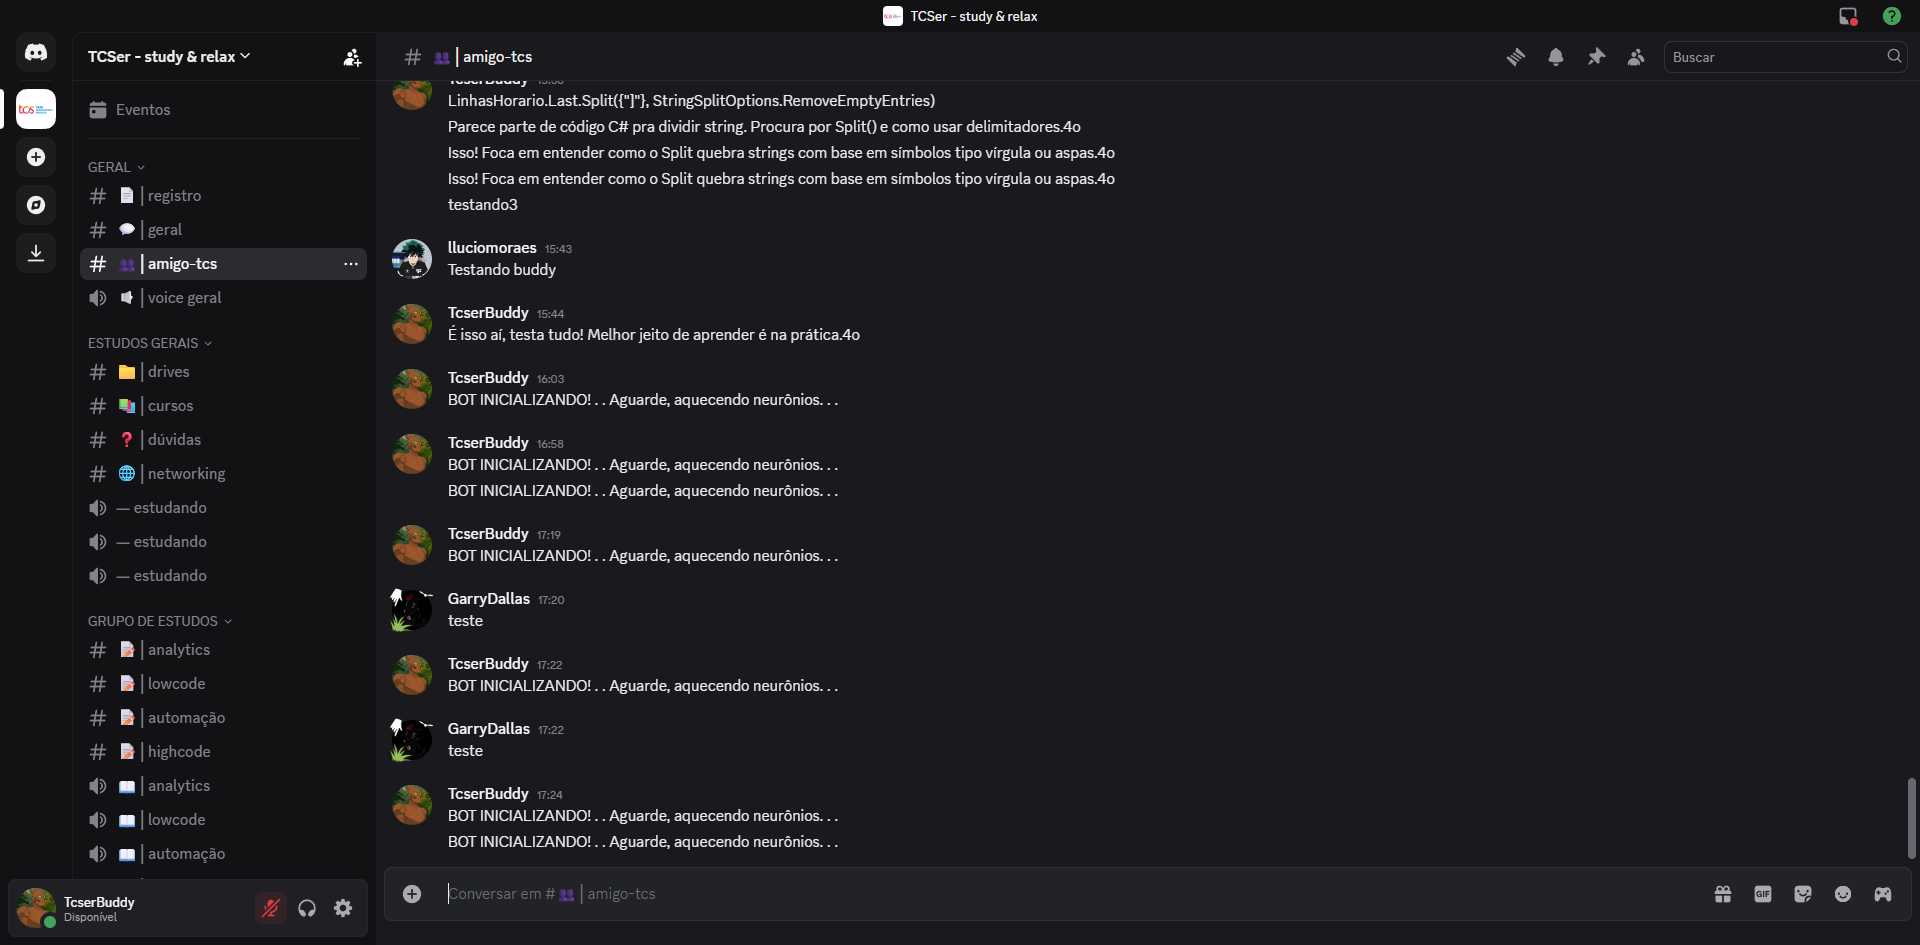 TCSer - study & relax
TCSer - study & relax
Eventos
GERAL
registro
geral
amigo-tcs
voice geral
ESTUDOS GERAIS
drives
cursos
dúvidas
networking
— estudando
— estudando
— estudando
GRUPO DE ESTUDOS
analytics
lowcode
automação
highcode
analytics
lowcode
automação
TcserBuddy
Disponível
# | amigo-tcs
Buscar
TcserBuddy
LinhasHorario.Last.Split({"]"}, StringSplitOptions.RemoveEmptyEntries)
Parece parte de código C# pra dividir string. Procura por Split() e como usar delimitadores.4o
Isso! Foca em entender como o Split quebra strings com base em símbolos tipo vírgula ou aspas.4o
Isso! Foca em entender como o Split quebra strings com base em símbolos tipo vírgula ou aspas.4o
testando3
lluciomoraes 15:43
Testando buddy
TcserBuddy 15:44
É isso aí, testa tudo! Melhor jeito de aprender é na prática.4o
TcserBuddy 16:03
BOT INICIALIZANDO! . . Aguarde, aquecendo neurônios. . .
TcserBuddy 16:58
BOT INICIALIZANDO! . . Aguarde, aquecendo neurônios. . .
BOT INICIALIZANDO! . . Aguarde, aquecendo neurônios. . .
TcserBuddy 17:19
BOT INICIALIZANDO! . . Aguarde, aquecendo neurônios. . .
GarryDallas 17:20
teste
TcserBuddy 17:22
BOT INICIALIZANDO! . . Aguarde, aquecendo neurônios. . .
GarryDallas 17:22
teste
TcserBuddy 17:24
BOT INICIALIZANDO! . . Aguarde, aquecendo neurônios. . .
BOT INICIALIZANDO! . . Aguarde, aquecendo neurônios. . .
Conversar em # | amigo-tcs
GIF